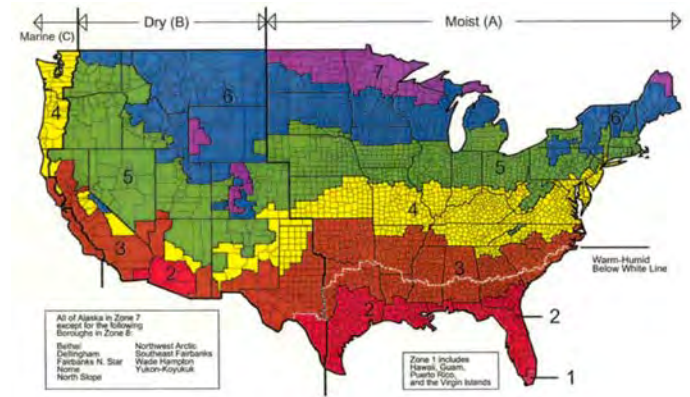 Marine (C)
Dry (B)
Moist (A)
7
6
6
4
5
5
4
3
3
2
2
Warm-Humid
Below White Line
2
1
All of Alaska in Zone 7
except for the following
Boroughs in Zone 8:
Bethel Northwest Arctic
Dellingham Southeast Fairbanks
Fairbanks N. Star Wade Hampton
Nome Yukon-Koyukuk
North Slope
Zone 1 includes
Hawaii, Guam,
Puerto Rico,
and the Virgin Islands